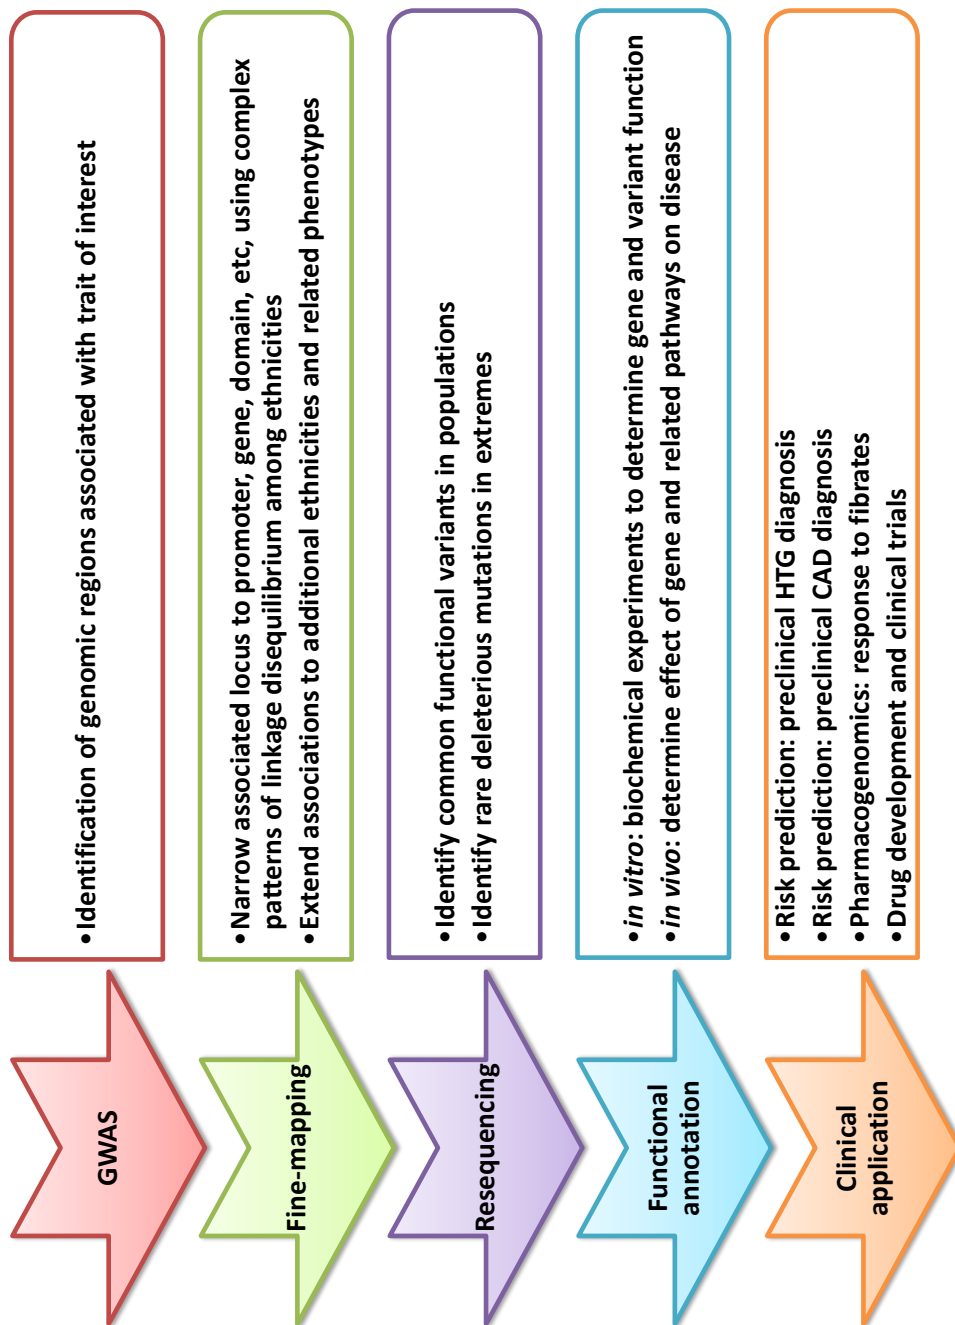 GWAS
•Identification of genomic regions associated with trait of interest
Fine-mapping
•Narrow associated locus to promoter, gene, domain, etc, using complex
patterns of linkage disequilibrium among ethnicities
•Extend associations to additional ethnicities and related phenotypes
Resequencing
•Identify common functional variants in populations
•Identify rare deleterious mutations in extremes
Functional
annotation
•in vitro: biochemical experiments to determine gene and variant function
•in vivo: determine effect of gene and related pathways on disease
Clinical
application
•Risk prediction: preclinical HTG diagnosis
•Risk prediction: preclinical CAD diagnosis
•Pharmacogenomics: response to fibrates
•Drug development and clinical trials